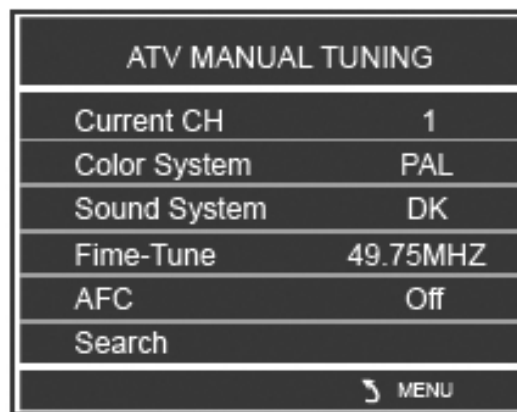 ATV MANUAL TUNING
Current CH 1
Color System PAL
Sound System DK
Fime-Tune 49.75MHZ
AFC Off
Search
MENU